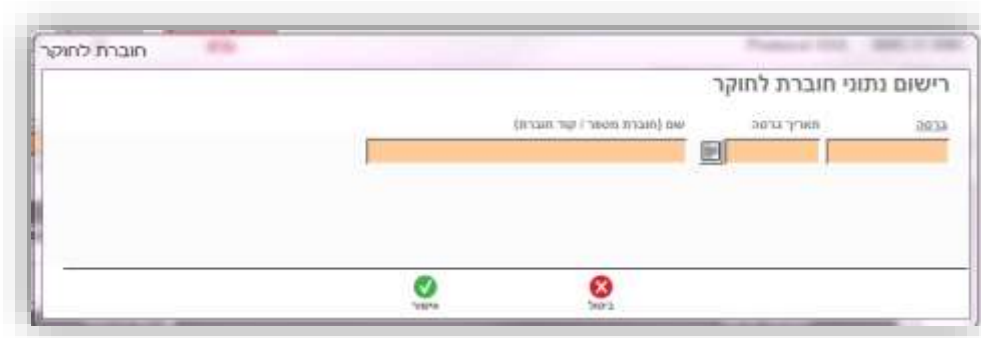 חוברת לחוקר
רישום נתוני חוברת לחוקר
גרסה תאריך גרסה שם (חוברת מספר / קוד חוברת)
ביטול אישור